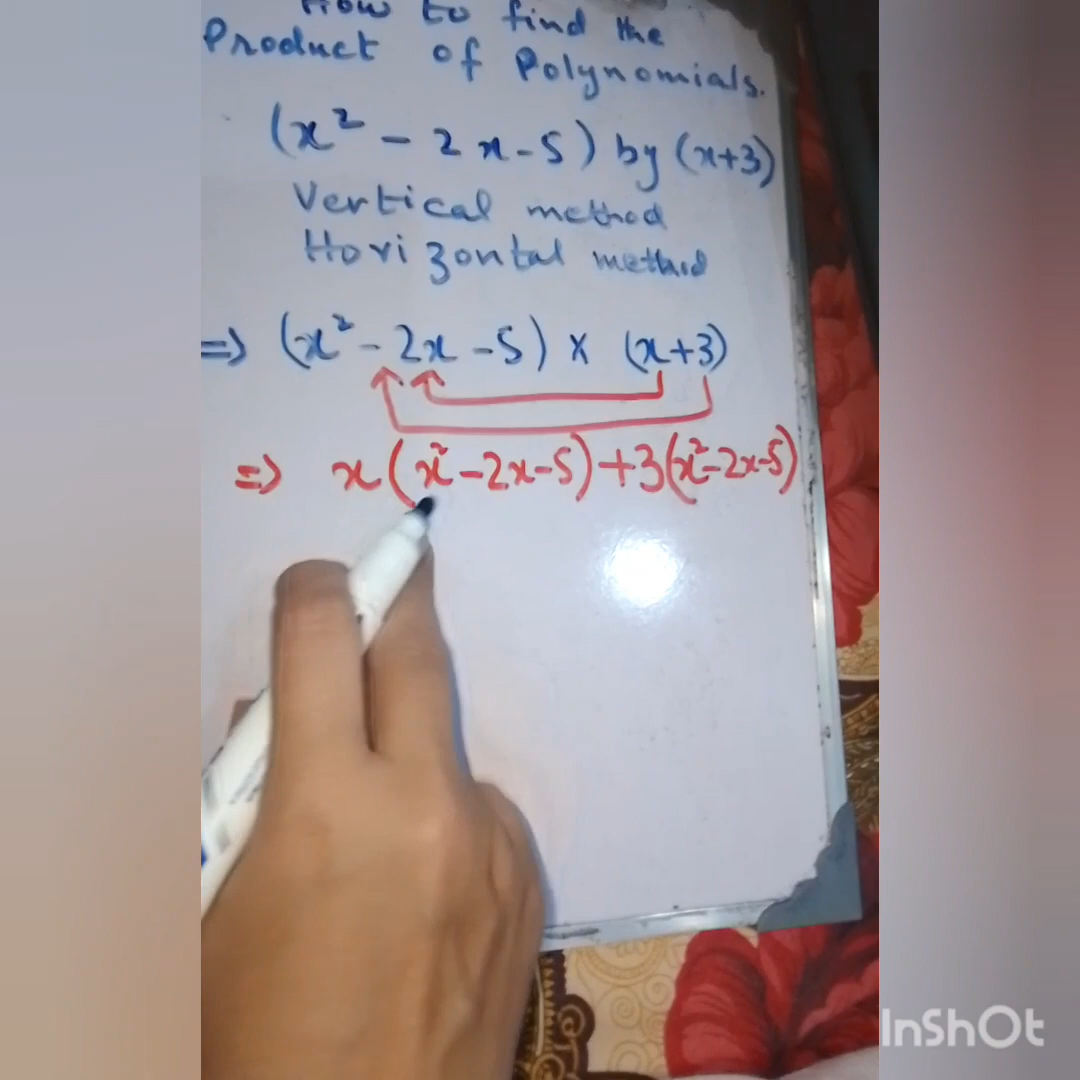 How to find the
Product of Polynomials.
(x² - 2x-5) by (x+3)
Vertical method
Horizontal method
=> (x² - 2x - 5) × (x+3)
=> x(x²-2x-5)+3(x²-2x-5)
InShOt